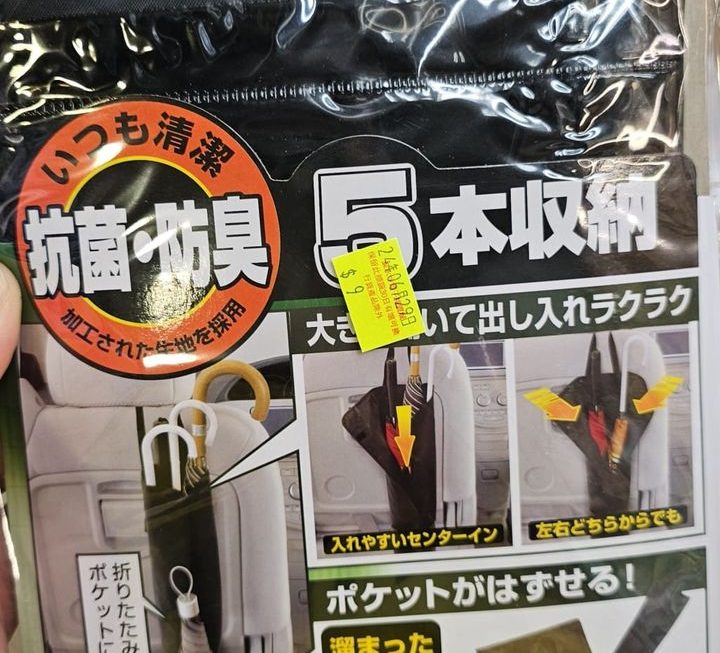 いつも清潔
抗菌・防臭
加工された生地を採用
5本収納
$9
大き
いて出し入れラクラク
入れやすいセンターイン
左右どちらからでも
ポケットがはずせる!
折りたたみ
ポケットに
溜まった